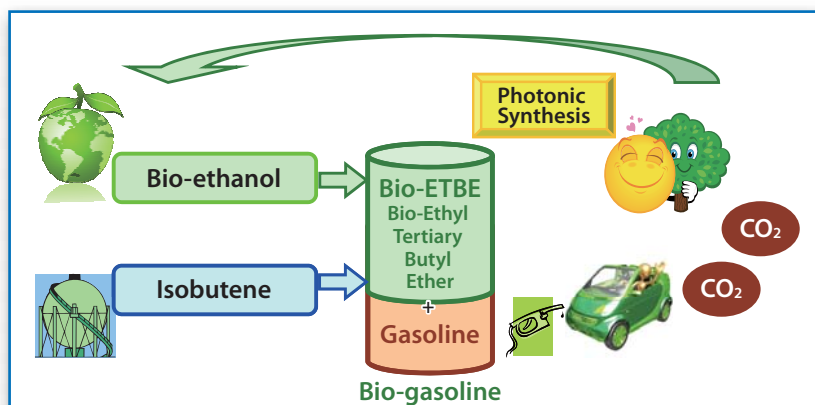 Photonic
Synthesis
Bio-ethanol
Bio-ETBE
Bio-Ethyl
Tertiary
Butyl
Ether
Isobutene
+
Gasoline
Bio-gasoline
CO₂
CO₂